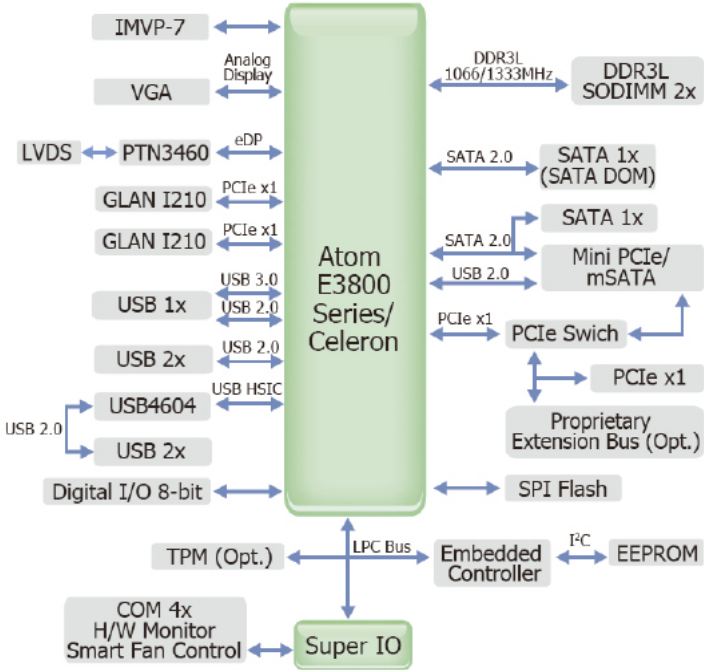 IMVP-7
Analog
Display
VGA
LVDS
PTN3460
eDP
GLAN I210
PCIe x1
GLAN I210
PCIe x1
USB 1x
USB 3.0
USB 2.0
USB 2x
USB 2.0
USB4604
USB HSIC
USB 2.0
USB 2x
Digital I/O 8-bit
Atom
E3800
Series/
Celeron
DDR3L
1066/1333MHz
DDR3L
SODIMM 2x
SATA 2.0
SATA 1x
(SATA DOM)
SATA 1x
SATA 2.0
USB 2.0
Mini PCIe/
mSATA
PCIe x1
PCIe Swich
PCIe x1
Proprietary
Extension Bus (Opt.)
SPI Flash
TPM (Opt.)
LPC Bus
Embedded
Controller
I²C
EEPROM
COM 4x
H/W Monitor
Smart Fan Control
Super IO